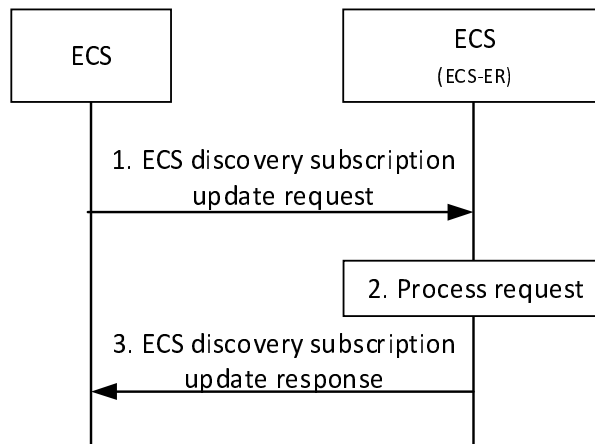 ECS
ECS
(ECS-ER)
1. ECS discovery subscription
update request
2. Process request
3. ECS discovery subscription
update response